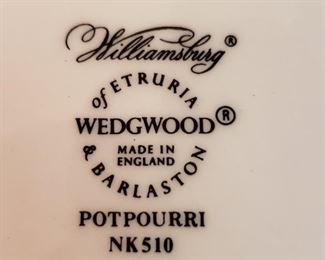 Williamsburg®
of ETRURIA
WEDGWOOD®
MADE IN
ENGLAND
& BARLASTON
POTPOURRI
NK510